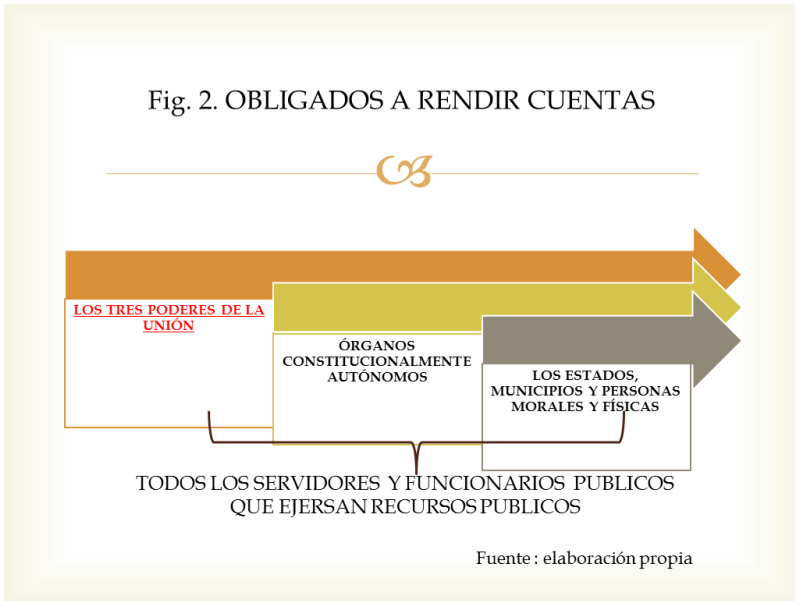 Fig. 2. OBLIGADOS A RENDIR CUENTAS
LOS TRES PODERES DE LA
UNIÓN
ÓRGANOS
CONSTITUCIONALMENTE
AUTÓNOMOS
LOS ESTADOS,
MUNICIPIOS Y PERSONAS
MORALES Y FÍSICAS
TODOS LOS SERVIDORES Y FUNCIONARIOS PUBLICOS
QUE EJERSAN RECURSOS PUBLICOS
Fuente : elaboración propia